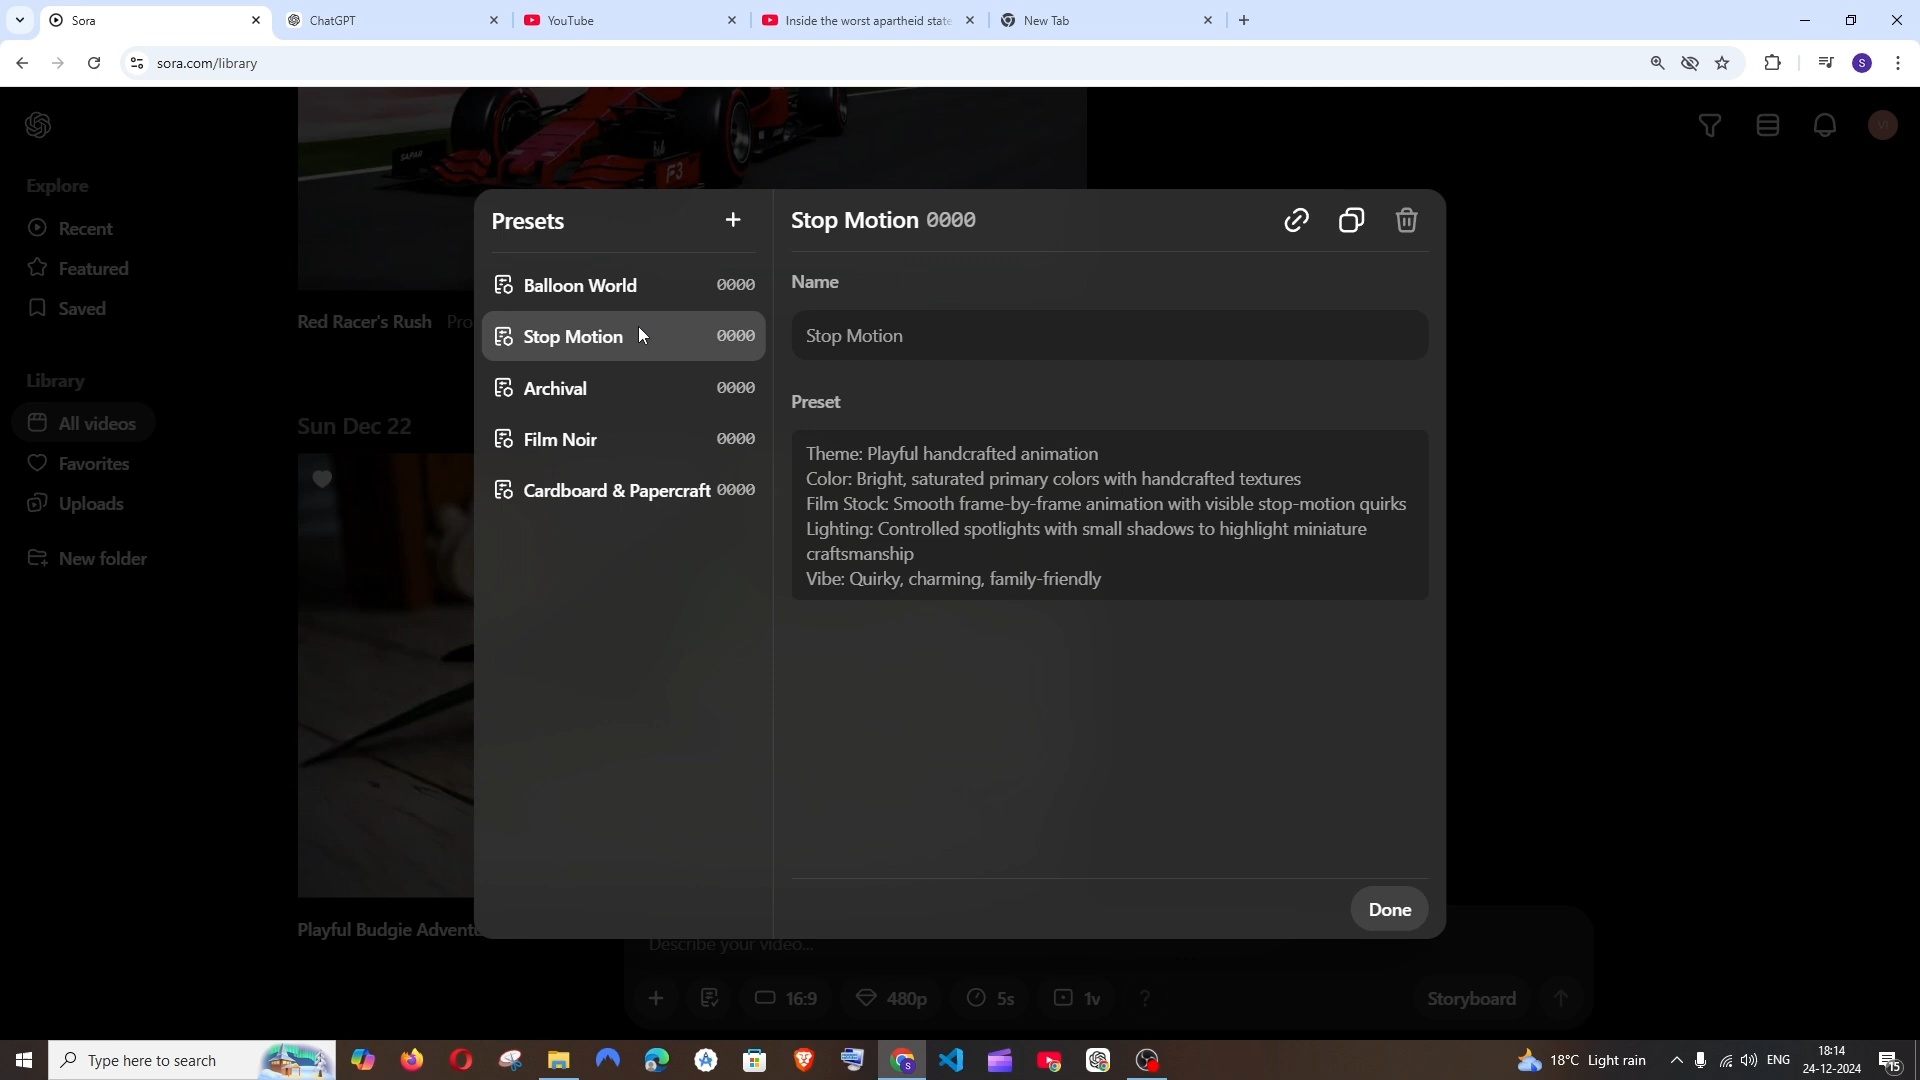 Sora
ChatGPT
YouTube
Inside the worst apartheid state
New Tab
sora.com/library
S
Explore
Recent
Featured
Saved
Library
All videos
Favorites
Uploads
New folder
F3
Red Racer's Rush Pro
Sun Dec 22
Playful Budgie Advent
VI
Presets
Balloon World 0000
Stop Motion 0000
Archival 0000
Film Noir 0000
Cardboard & Papercraft 0000
Stop Motion 0000
Name
Stop Motion
Preset
Theme: Playful handcrafted animation
Color: Bright, saturated primary colors with handcrafted textures
Film Stock: Smooth frame-by-frame animation with visible stop-motion quirks
Lighting: Controlled spotlights with small shadows to highlight miniature
craftsmanship
Vibe: Quirky, charming, family-friendly
Done
Describe your video...
16:9
480p
5s
1v
?
Storyboard
Type here to search
18°C Light rain
ENG
18:14
24-12-2024
15